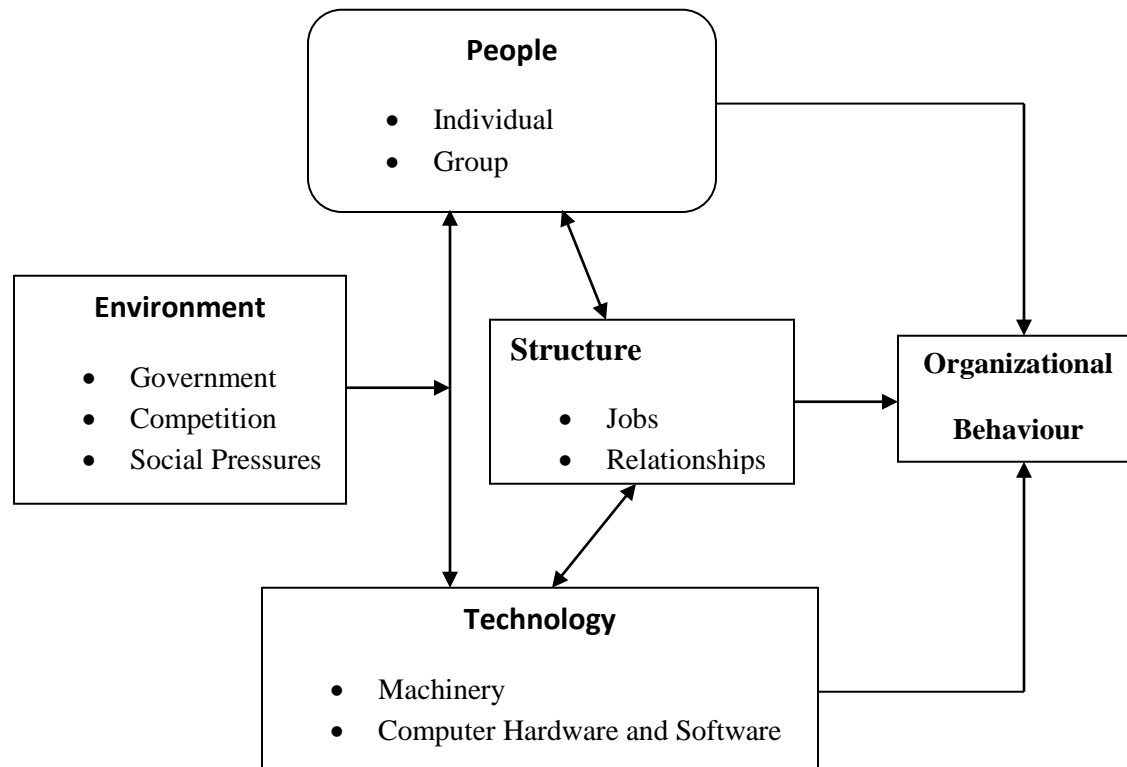 People
• Individual
• Group
Environment
• Government
• Competition
• Social Pressures
Structure
• Jobs
• Relationships
Organizational
Behaviour
Technology
• Machinery
• Computer Hardware and Software